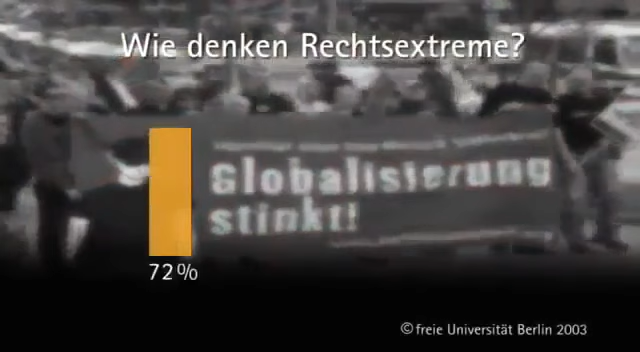 Wie denken Rechtsextreme?
Globalisierung
stinkt!
72%
© freie Universität Berlin 2003